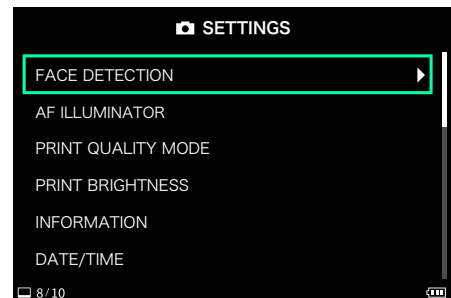 SETTINGS
FACE DETECTION
AF ILLUMINATOR
PRINT QUALITY MODE
PRINT BRIGHTNESS
INFORMATION
DATE/TIME
8/10